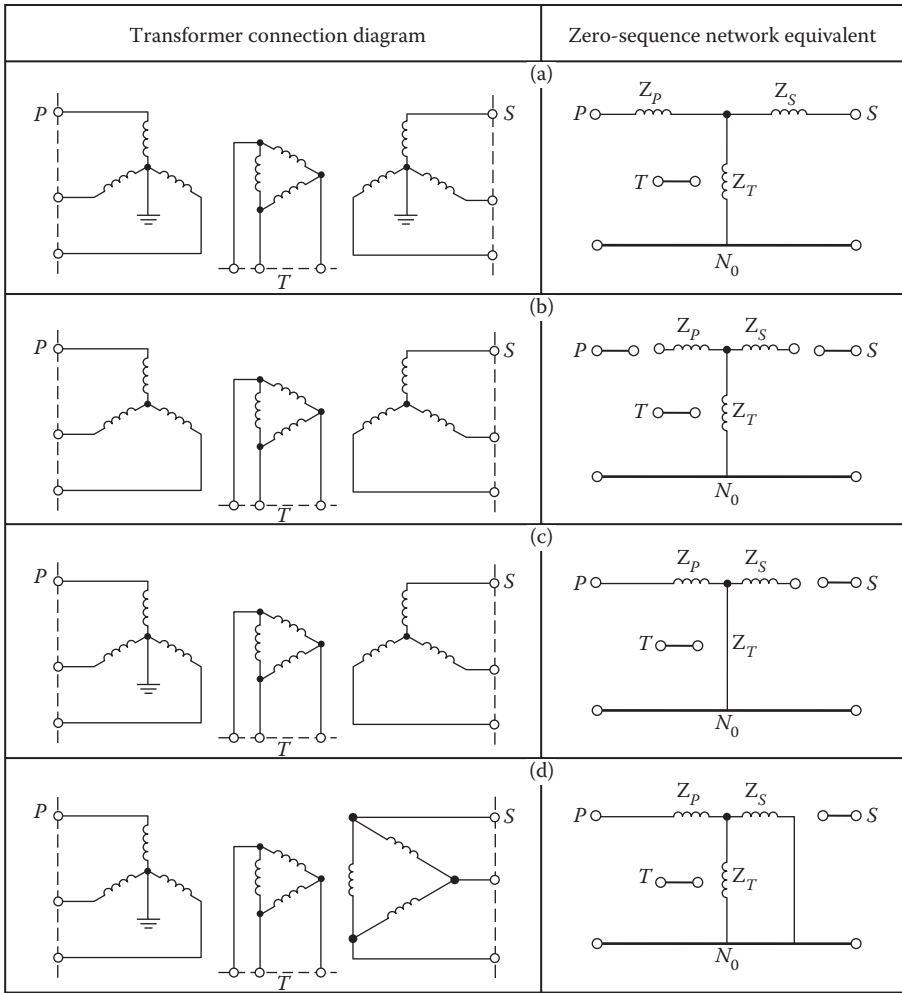 Transformer connection diagram
Zero-sequence network equivalent
(a)
P
S
T
Z_P
Z_S
P
S
T
Z_T
N_0
(b)
P
S
T
Z_P
Z_S
P
S
T
Z_T
N_0
(c)
P
S
T
Z_P
Z_S
P
S
T
Z_T
N_0
(d)
P
S
T
Z_P
Z_S
P
S
T
Z_T
N_0